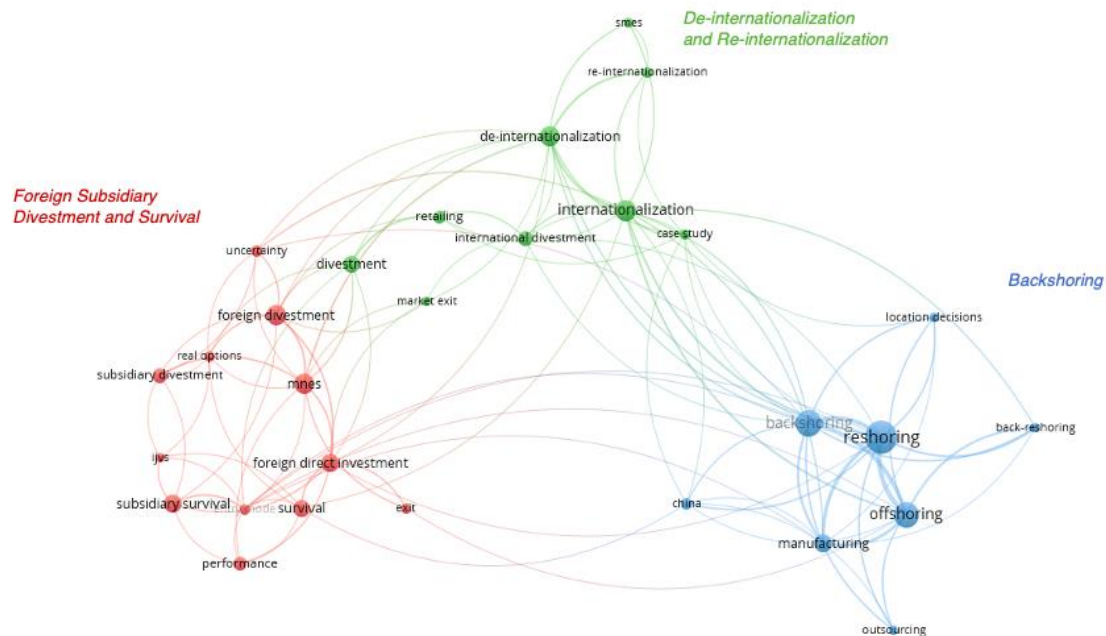 De-internationalization
and Re-internationalization
smes
re-internationalization
de-internationalization
Foreign Subsidiary
Divestment and Survival
internationalization
retailing
case study
international divestment
uncertainty
divestment
Backshoring
market exit
foreign divestment
location decisions
real options
subsidiary divestment
mnes
backshoring
back-reshoring
reshoring
ijvs
foreign direct investment
subsidiary survival
survival
exit
china
offshoring
manufacturing
performance
outsourcing